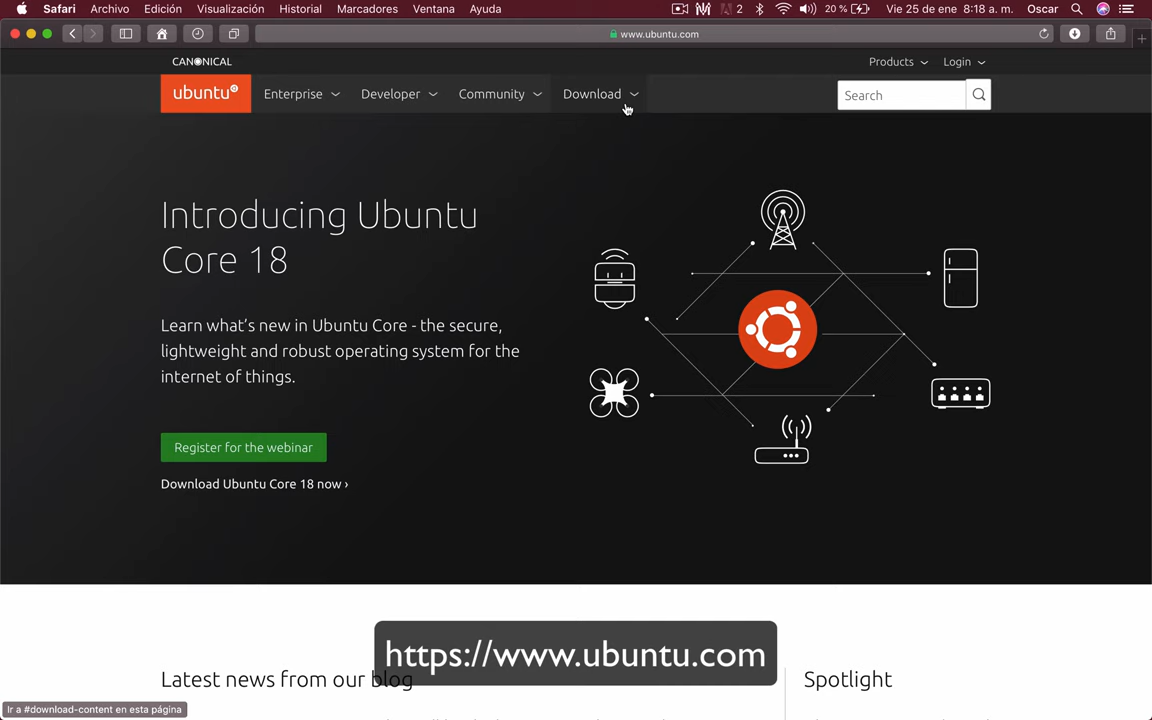 Safari Archivo Edición Visualización Historial Marcadores Ventana Ayuda 2 20 % Vie 25 de ene 8:18 a. m. Oscar
www.ubuntu.com
CANONICAL Products Login
ubuntu Enterprise Developer Community Download Search
Introducing Ubuntu
Core 18
Learn what's new in Ubuntu Core - the secure,
lightweight and robust operating system for the
internet of things.
Register for the webinar
Download Ubuntu Core 18 now ›
https://www.ubuntu.com
Latest news from our blog Spotlight
Ir a #download-content en esta página